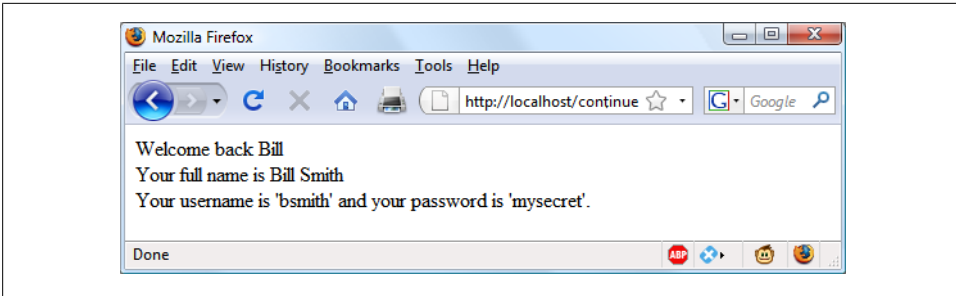 Mozilla Firefox
File Edit View History Bookmarks Tools Help
http://localhost/continue G Google
Welcome back Bill
Your full name is Bill Smith
Your username is 'bsmith' and your password is 'mysecret'.
Done ABP